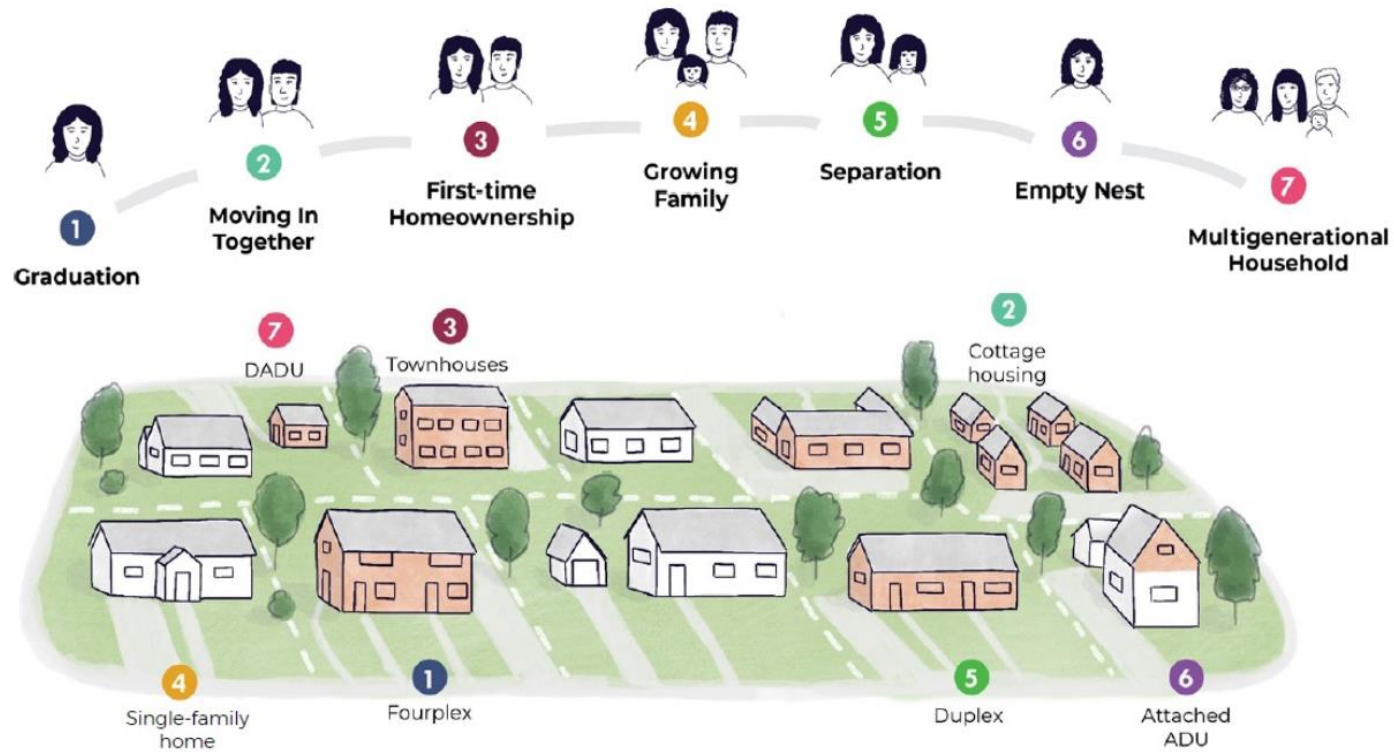 1
Graduation
2
Moving In
Together
3
First-time
Homeownership
4
Growing
Family
5
Separation
6
Empty Nest
7
Multigenerational
Household
7
DADU
3
Townhouses
2
Cottage
housing
4
Single-family
home
1
Fourplex
5
Duplex
6
Attached
ADU